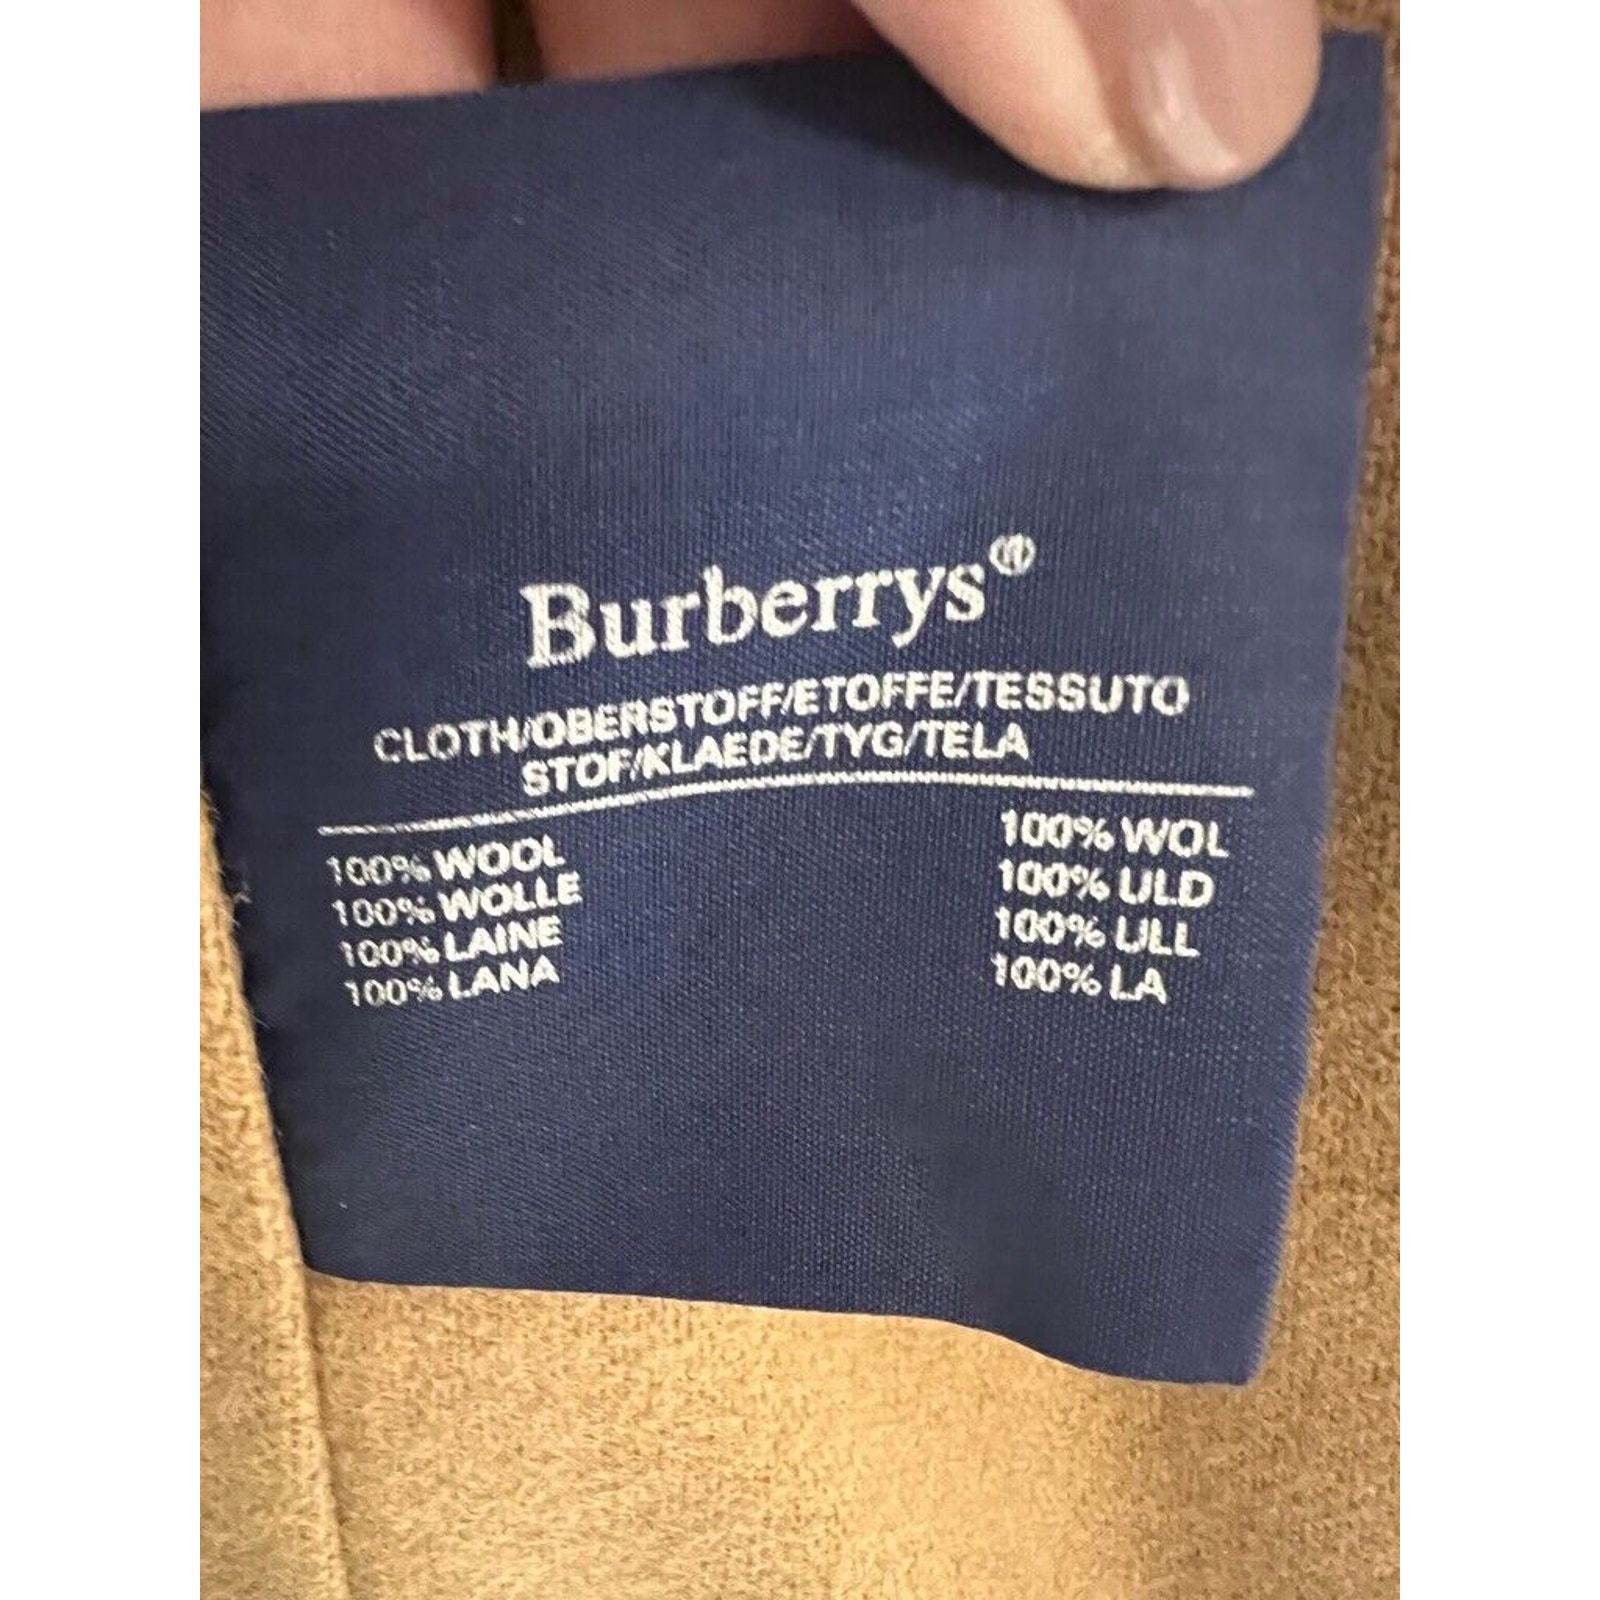 Burberrys®
CLOTH/OBERSTOFF/ETOFFE/TESSUTO
STOF/KLAEDE/TYG/TELA
100% WOOL
100% WOLLE
100% LAINE
100% LANA
100% WOL
100% ULD
100% ULL
100% LA